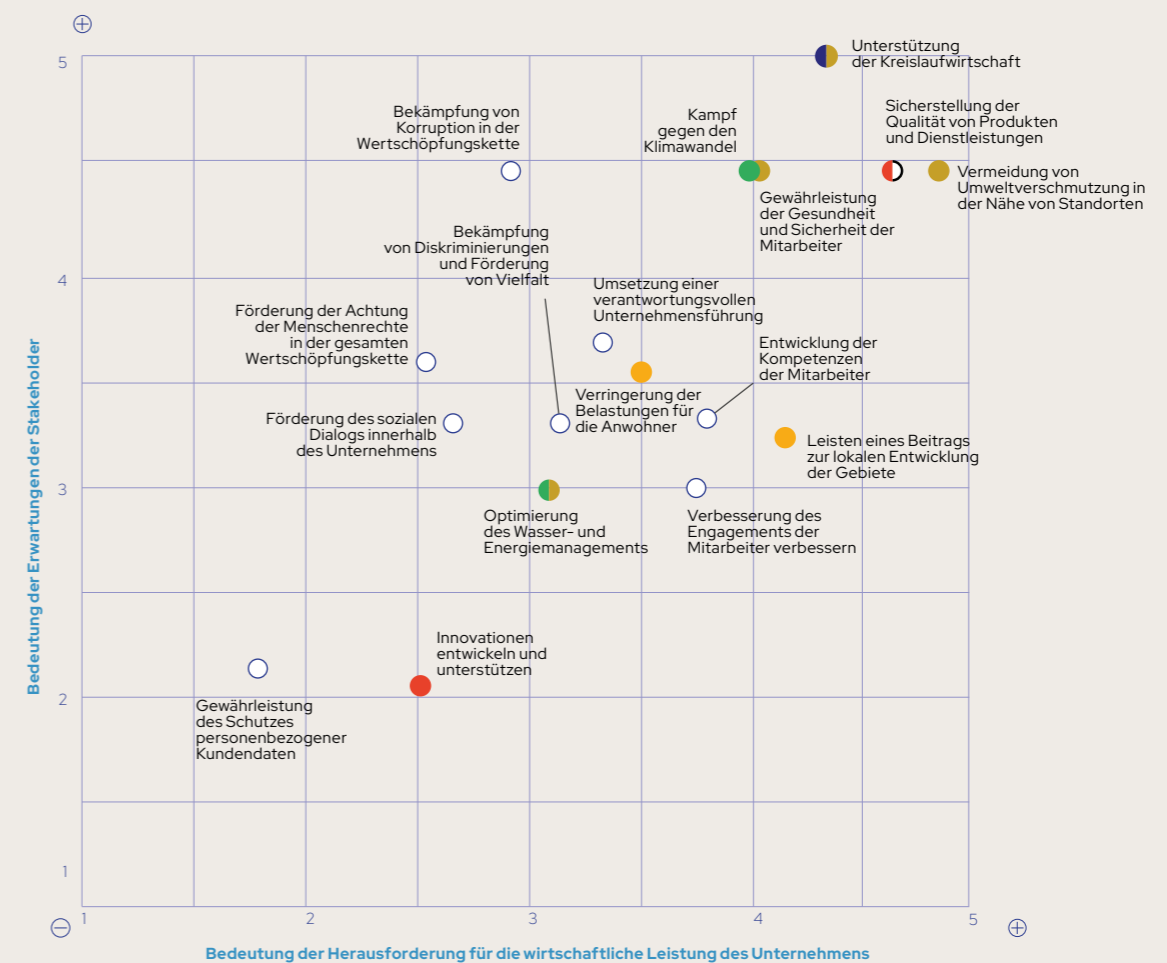 5
Unterstützung
der Kreislaufwirtschaft
Bekämpfung von
Korruption in der
Wertschöpfungskette
Kampf
gegen den
Klimawandel
Sicherstellung der
Qualität von Produkten
und Dienstleistungen
Vermeidung von
Umweltverschmutzung in
der Nähe von Standorten
Gewährleistung
der Gesundheit
und Sicherheit der
Mitarbeiter
Bekämpfung
von Diskriminierungen
und Förderung
von Vielfalt
4
Umsetzung einer
verantwortungsvollen
Unternehmensführung
Förderung der Achtung
der Menschenrechte
in der gesamten
Wertschöpfungskette
Entwicklung der
Kompetenzen
der Mitarbeiter
Verringerung der
Belastungen für
die Anwohner
Förderung des sozialen
Dialogs innerhalb
des Unternehmens
Leisten eines Beitrags
zur lokalen Entwicklung
der Gebiete
3
Optimierung
des Wasser- und
Energiemanagements
Verbesserung des
Engagements der
Mitarbeiter verbessern
Innovationen
entwickeln und
unterstützen
2
Gewährleistung
des Schutzes
personenbezogener
Kundendaten
1
Bedeutung der Erwartungen der Stakeholder
1 2 3 4 5
Bedeutung der Herausforderung für die wirtschaftliche Leistung des Unternehmens